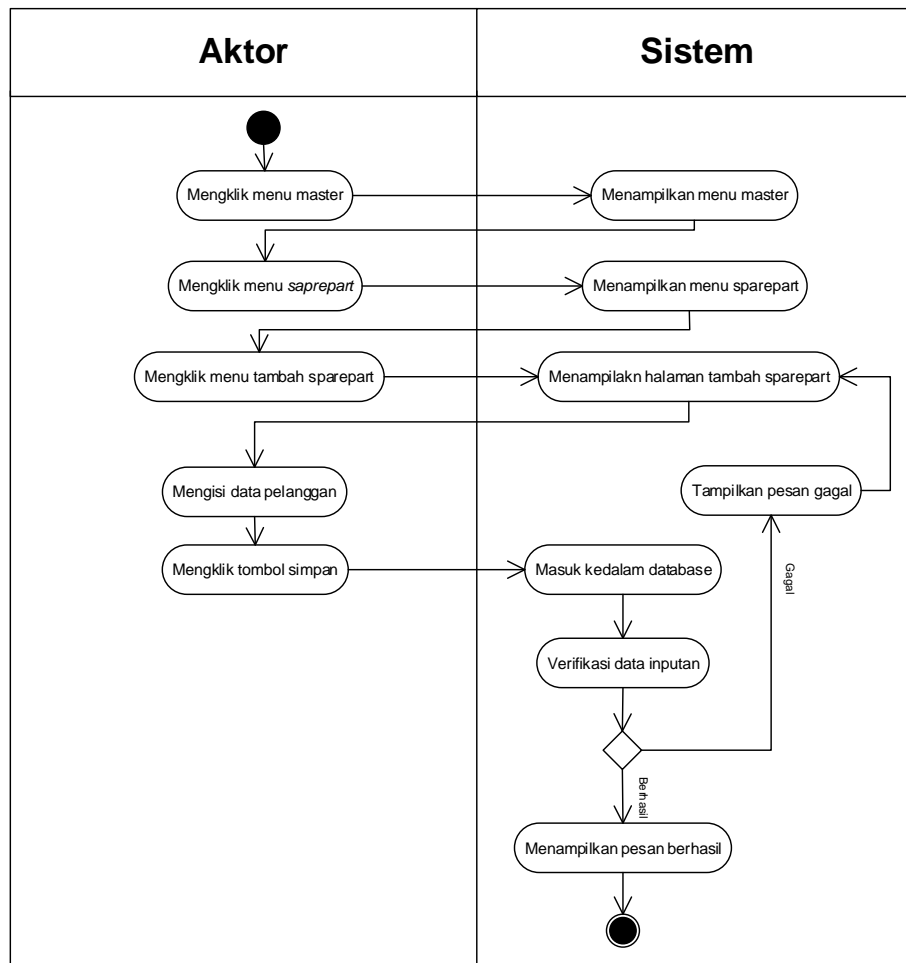 Aktor
Sistem
Mengklik menu master
Menampilkan menu master
Mengklik menu saprepart
Menampilkan menu sparepart
Mengklik menu tambah sparepart
Menampilakn halaman tambah sparepart
Mengisi data pelanggan
Tampilkan pesan gagal
Mengklik tombol simpan
Masuk kedalam database
Gagal
Verifikasi data inputan
Berhasil
Menampilkan pesan berhasil